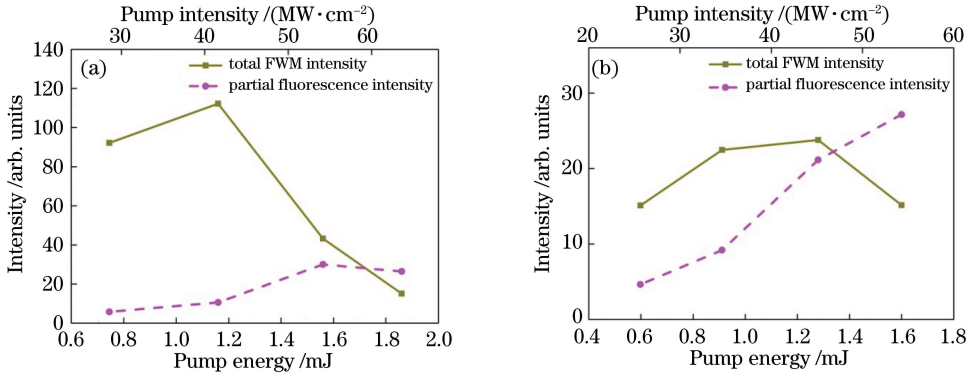 Pump intensity /(MW·cm⁻²)
30 40 50 60
(a)
total FWM intensity
partial fluorescence intensity
Intensity /arb. units
140
120
100
80
60
40
20
0
0.6 0.8 1.0 1.2 1.4 1.6 1.8 2.0
Pump energy /mJ
Pump intensity /(MW·cm⁻²)
20 30 40 50 60
(b)
total FWM intensity
partial fluorescence intensity
Intensity /arb. units
30
20
10
0
0.4 0.6 0.8 1.0 1.2 1.4 1.6 1.8
Pump energy /mJ